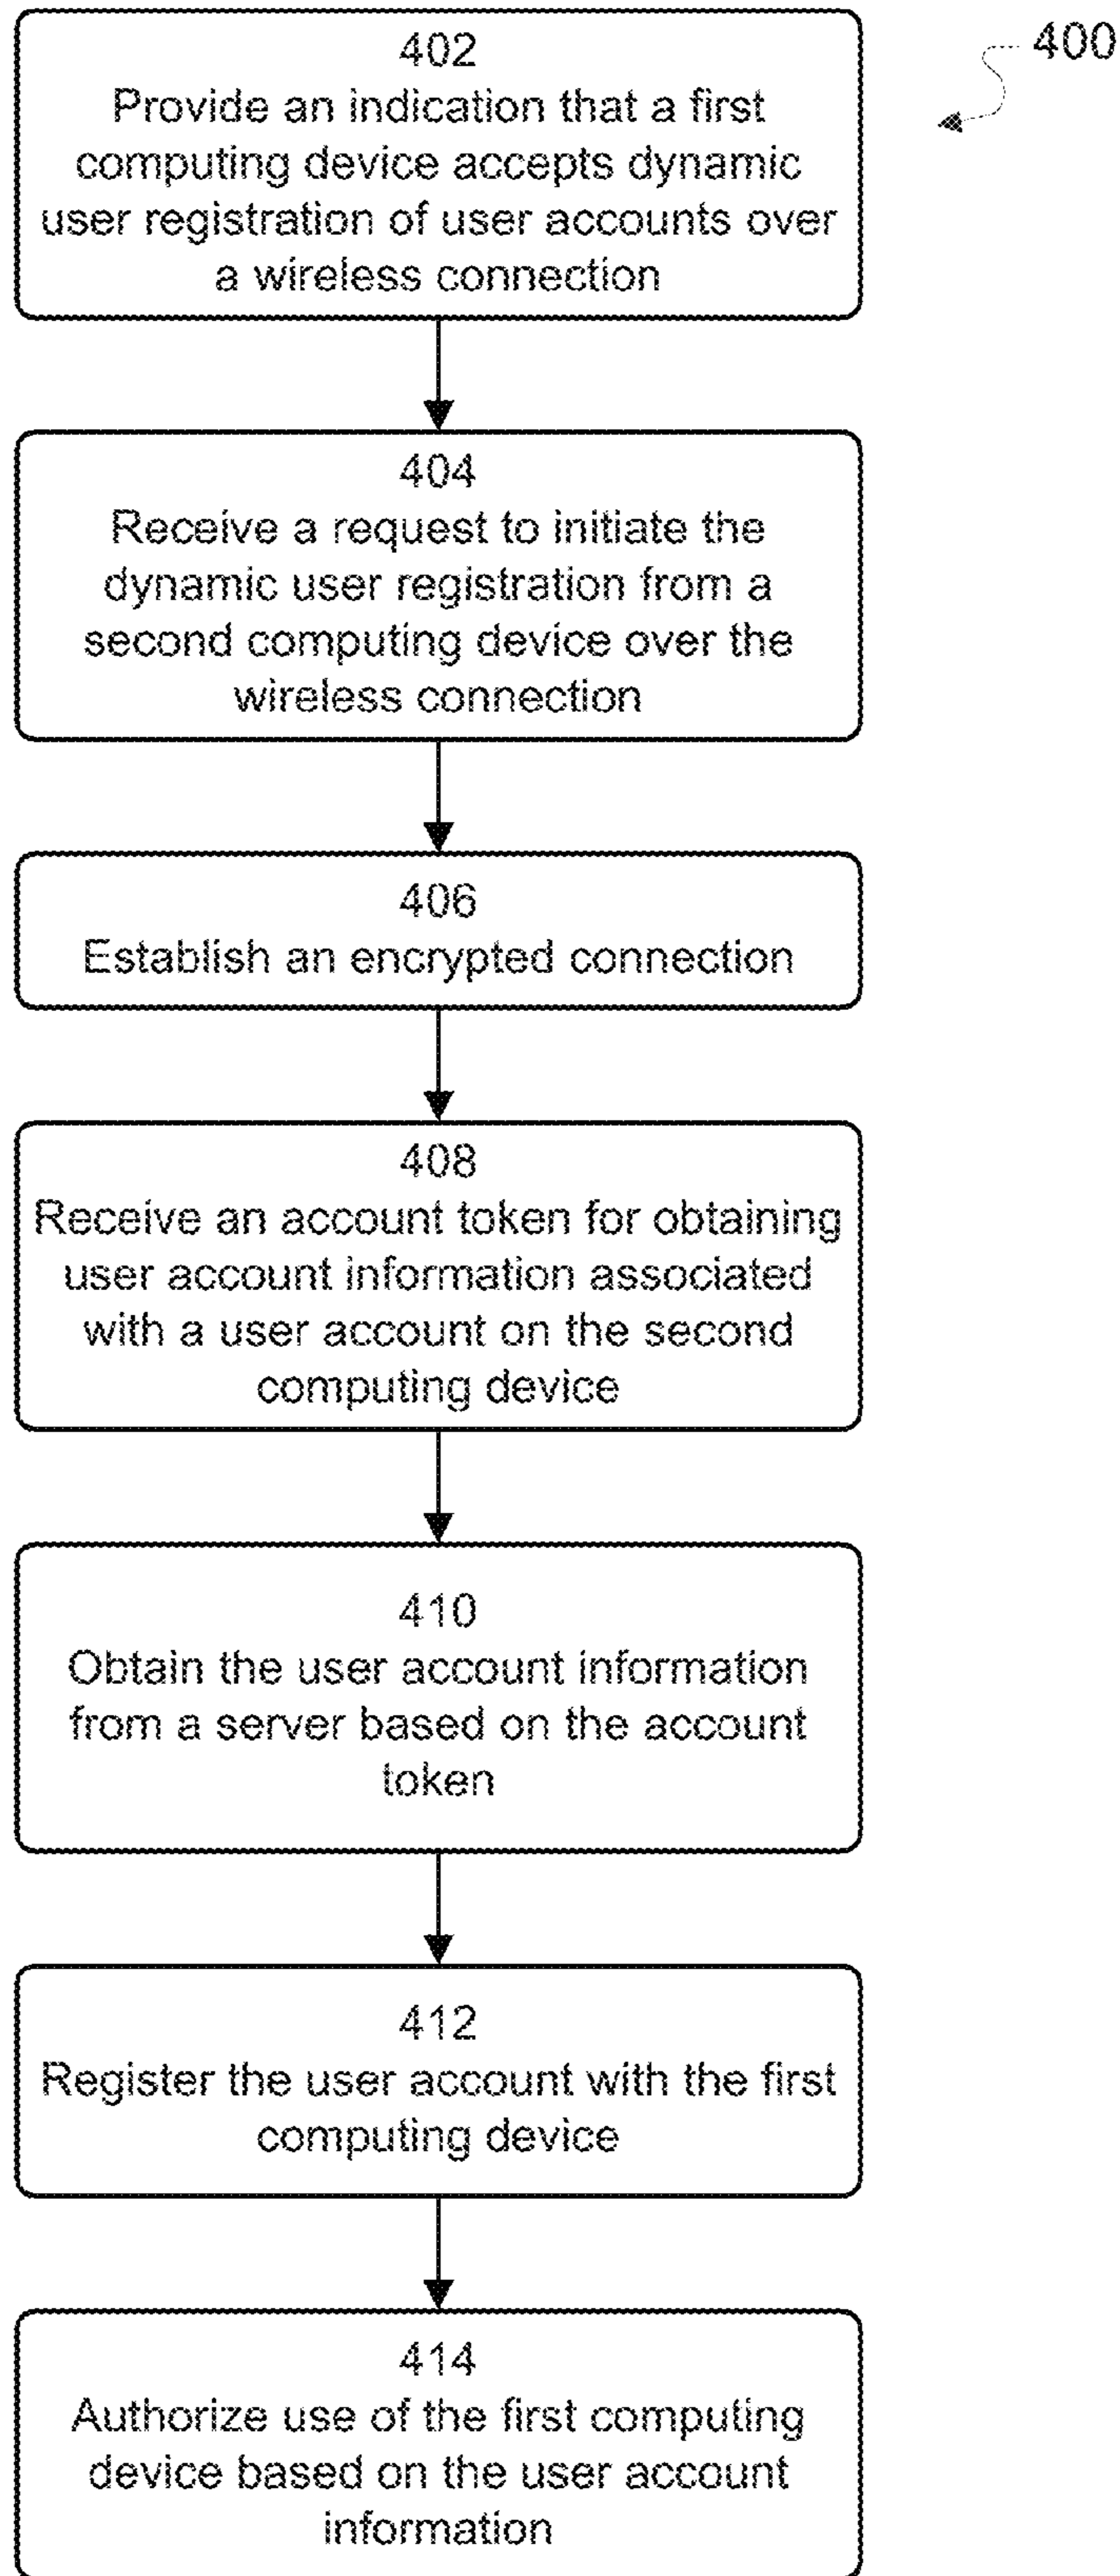 400
402
Provide an indication that a first
computing device accepts dynamic
user registration of user accounts over
a wireless connection
404
Receive a request to initiate the
dynamic user registration from a
second computing device over the
wireless connection
406
Establish an encrypted connection
408
Receive an account token for obtaining
user account information associated
with a user account on the second
computing device
410
Obtain the user account information
from a server based on the account
token
412
Register the user account with the first
computing device
414
Authorize use of the first computing
device based on the user account
information